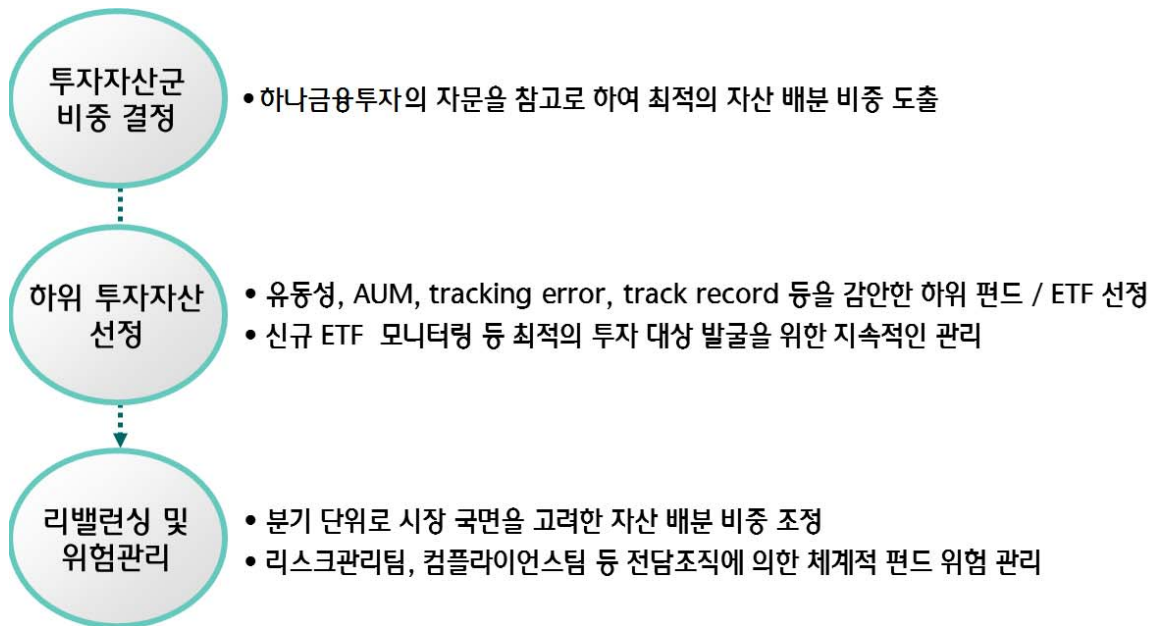 투자자산군
비중 결정
• 하나금융투자의 자문을 참고로 하여 최적의 자산 배분 비중 도출
하위 투자자산
선정
• 유동성, AUM, tracking error, track record 등을 감안한 하위 펀드 / ETF 선정
• 신규 ETF 모니터링 등 최적의 투자 대상 발굴을 위한 지속적인 관리
리밸런싱 및
위험관리
• 분기 단위로 시장 국면을 고려한 자산 배분 비중 조정
• 리스크관리팀, 컴플라이언스팀 등 전담조직에 의한 체계적 펀드 위험 관리